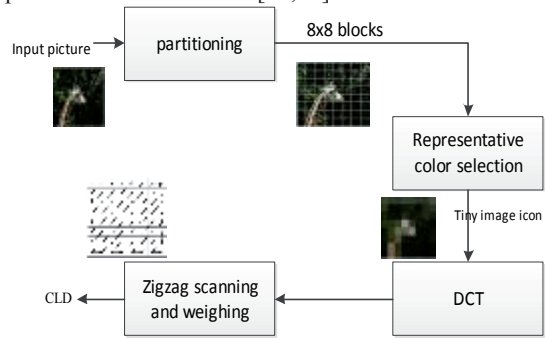 Input picture
partitioning
8x8 blocks
Representative
color selection
Tiny image icon
DCT
Zigzag scanning
and weighing
CLD